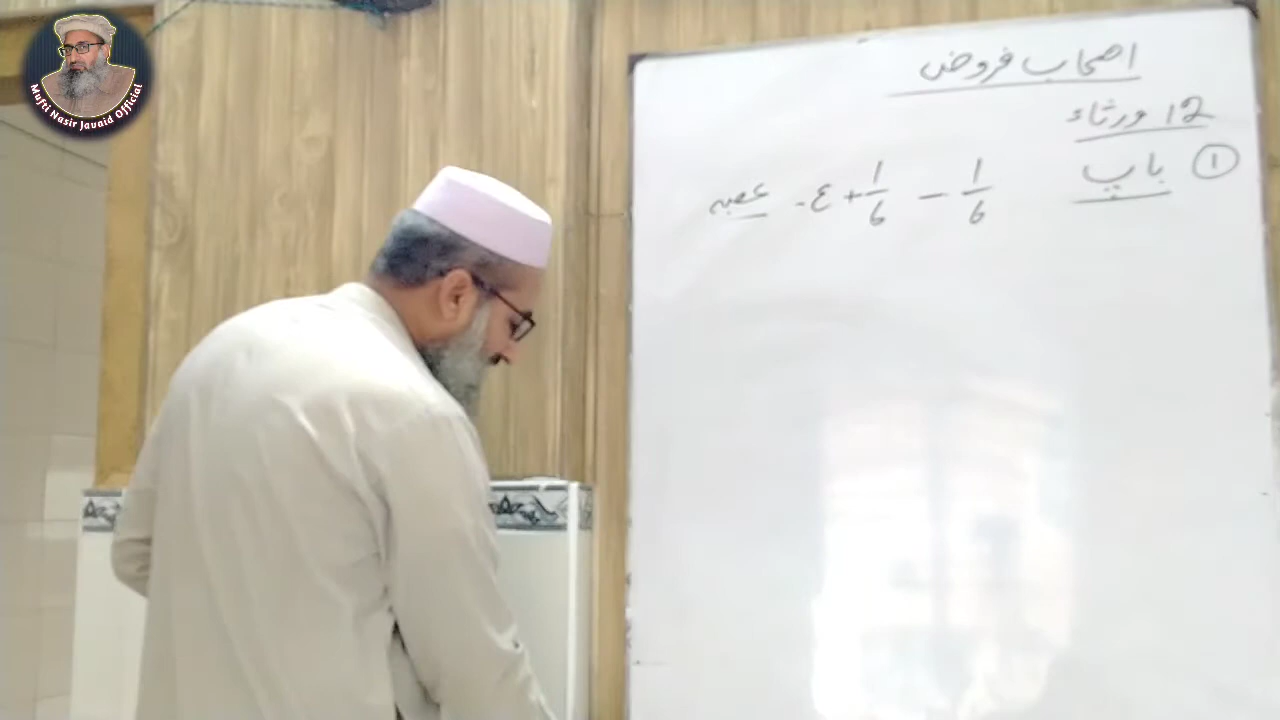 Mufti Nasir Javaid Official
اصحاب فروض
12 ورثاء
① باپ 1/6 – 1/6 + ع۔ عصبہ